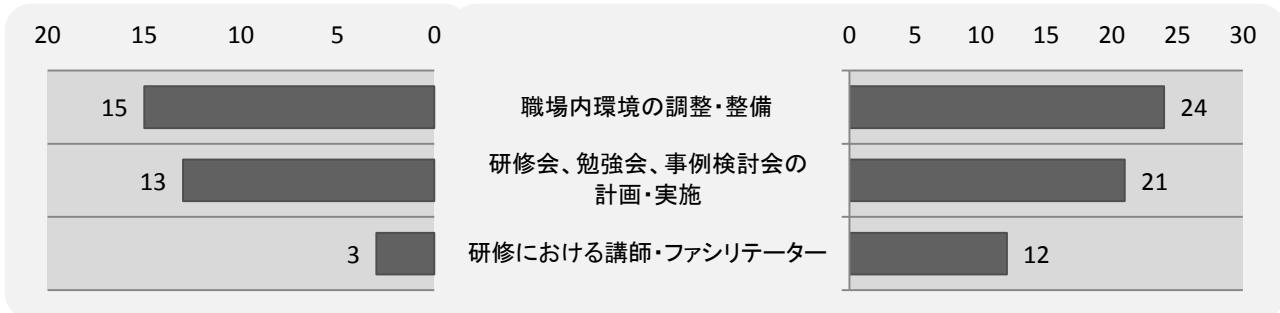 20 15 10 5 0 0 5 10 15 20 25 30
15 職場内環境の調整・整備 24
13 研修会、勉強会、事例検討会の
計画・実施 21
3 研修における講師・ファシリテーター 12